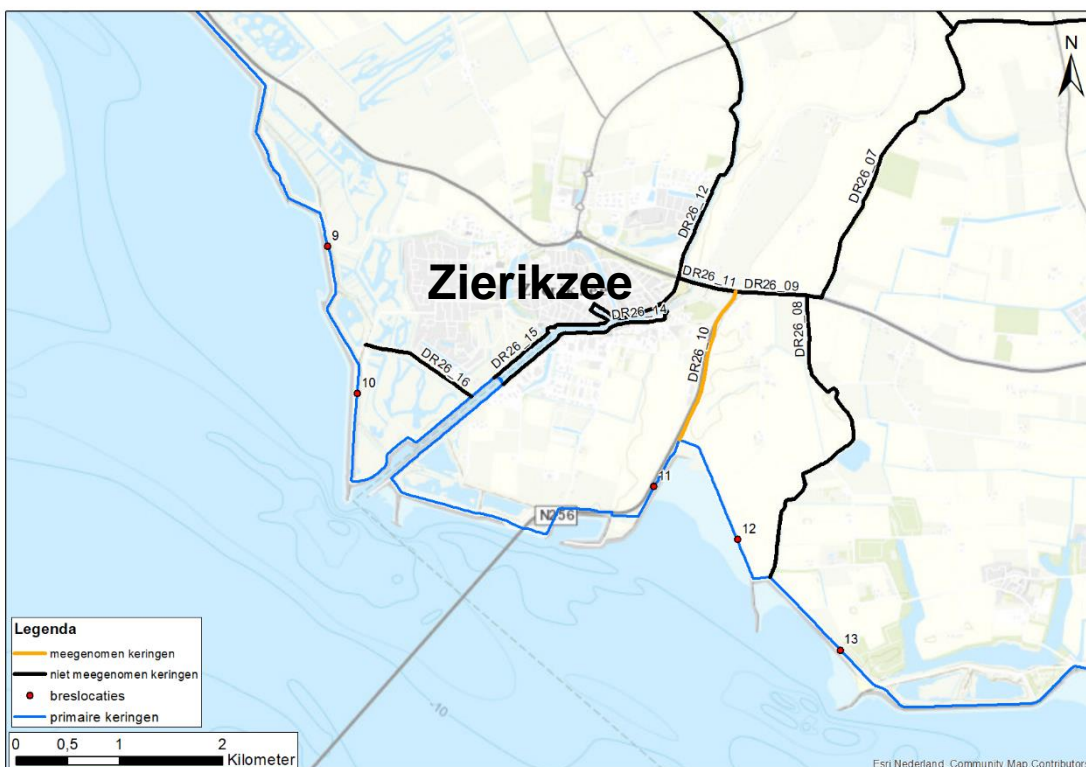 N
DR26_07
DR26_12
9
DR26_11
DR26_09
Zierikzee
DR26_14
DR26_08
DR26_15
DR26_10
DR26_16
10
11
N256
12
13
-10
Legenda
meegenomen keringen
niet meegenomen keringen
breslocaties
primaire keringen
0 0,5 1 2
Kilometer
Esri Nederland, Community Map Contributor